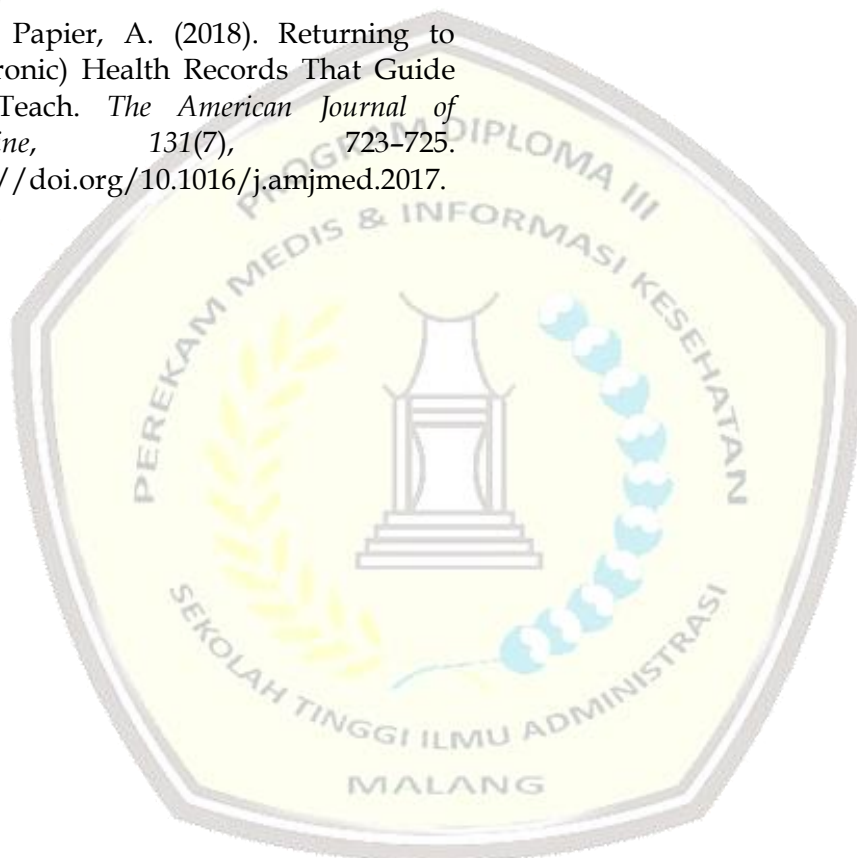 Papier, A. (2018). Returning to
ronic) Health Records That Guide
Teach. The American Journal of
ine, 131(7), 723–725.
//doi.org/10.1016/j.amjmed.2017.
PROGRAM DIPLOMA III
PEREKAM MEDIS & INFORMASI KESEHATAN
SEKOLAH TINGGI ILMU ADMINISTRASI
MALANG